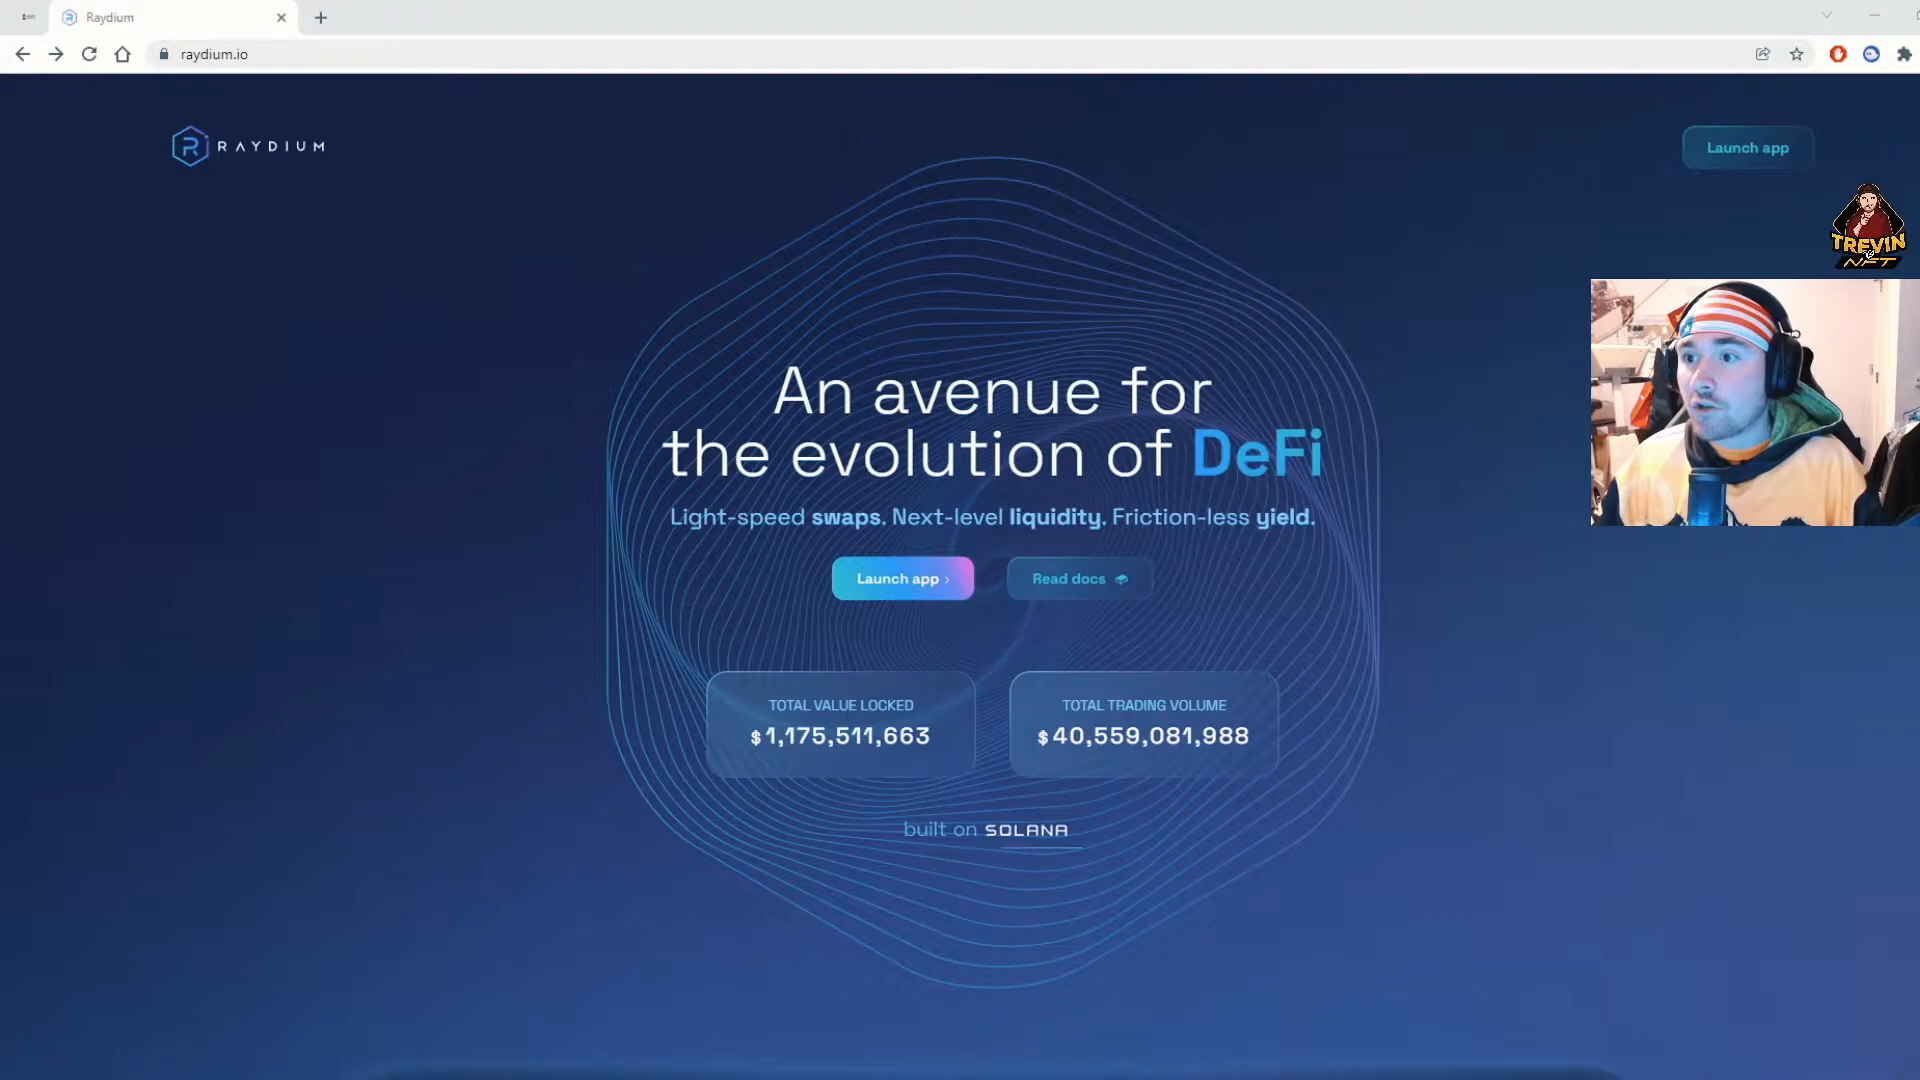 Raydium
raydium.io
RAYDIUM
Launch app
TREVIN
NFT
An avenue for
the evolution of DeFi
Light-speed swaps. Next-level liquidity. Friction-less yield.
Launch app ›
Read docs
TOTAL VALUE LOCKED
$1,175,511,663
TOTAL TRADING VOLUME
$40,559,081,988
built on SOLANA